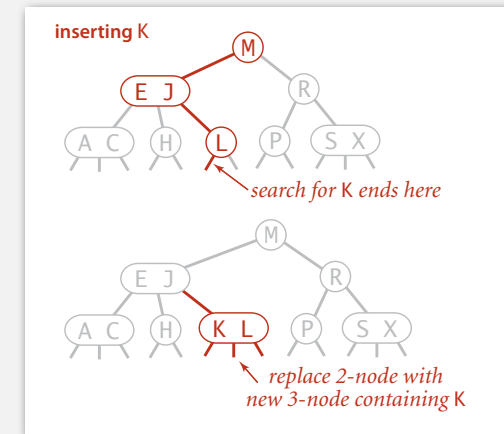 inserting K
M
E J
R
A C
H
L
P
S X
search for K ends here
M
E J
R
A C
H
K L
P
S X
replace 2-node with
new 3-node containing K